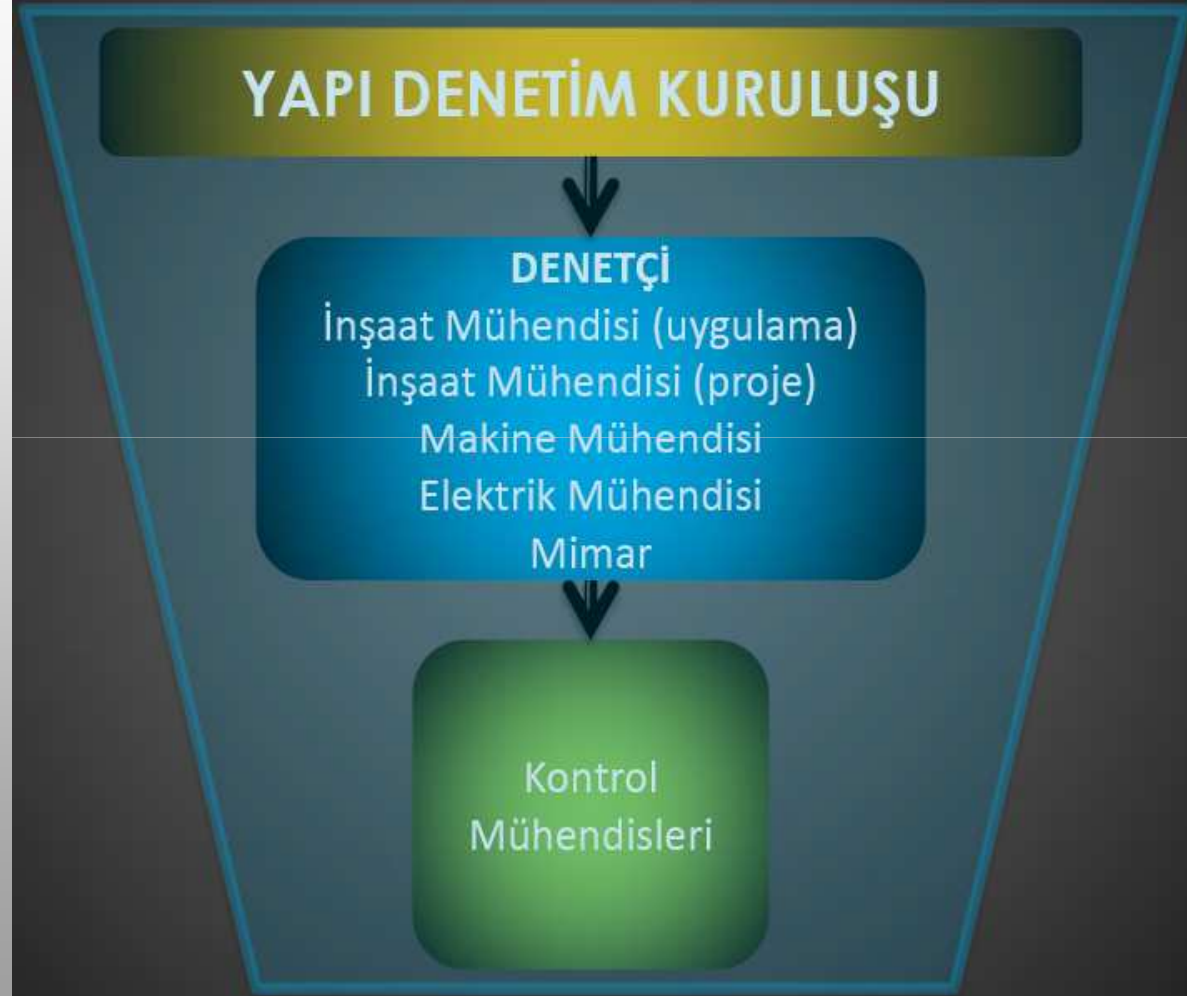 YAPI DENETİM KURULUŞU
DENETÇİ
İnşaat Mühendisi (uygulama)
İnşaat Mühendisi (proje)
Makine Mühendisi
Elektrik Mühendisi
Mimar
Kontrol
Mühendisleri